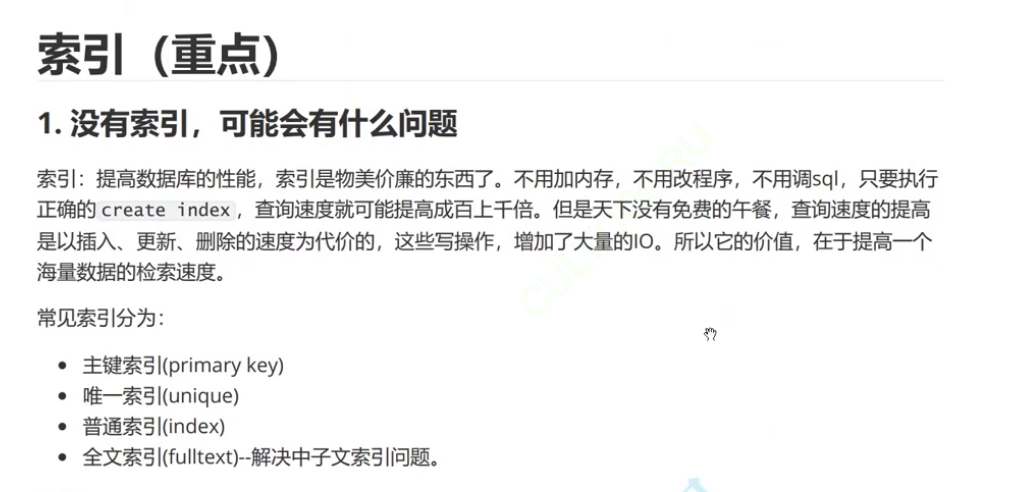 索引（重点）
1. 没有索引，可能会有什么问题
索引：提高数据库的性能，索引是物美价廉的东西了。不用加内存，不用改程序，不用调sql，只要执行
正确的 create index ，查询速度就可能提高成百上千倍。但是天下没有免费的午餐，查询速度的提高
是以插入、更新、删除的速度为代价的，这些写操作，增加了大量的IO。所以它的价值，在于提高一个
海量数据的检索速度。
常见索引分为：
主键索引(primary key)
唯一索引(unique)
普通索引(index)
全文索引(fulltext)--解决中子文索引问题。